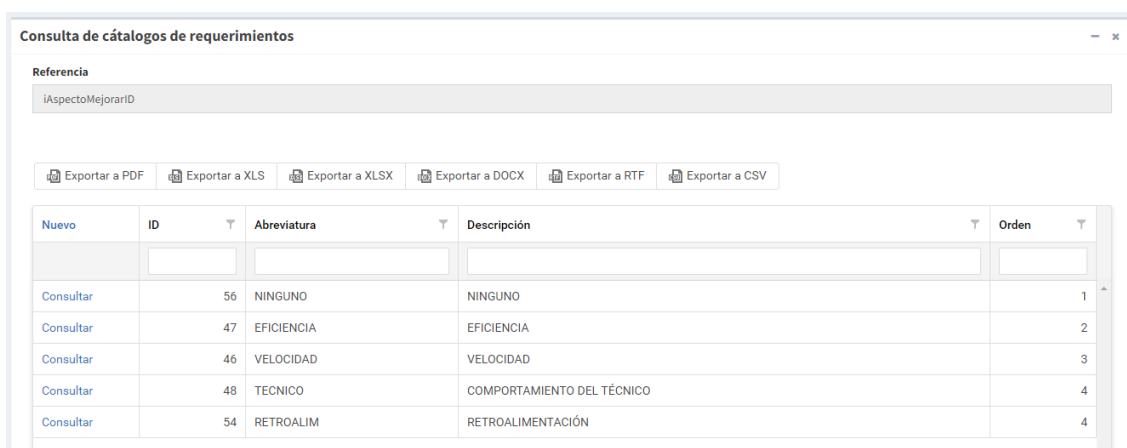 Consulta de cátalogos de requerimientos
Referencia
iAspectoMejorarID
Exportar a PDF Exportar a XLS Exportar a XLSX Exportar a DOCX Exportar a RTF Exportar a CSV
Nuevo ID Abreviatura Descripción Orden
Consultar 56 NINGUNO NINGUNO 1
Consultar 47 EFICIENCIA EFICIENCIA 2
Consultar 46 VELOCIDAD VELOCIDAD 3
Consultar 48 TECNICO COMPORTAMIENTO DEL TÉCNICO 4
Consultar 54 RETROALIM RETROALIMENTACIÓN 4